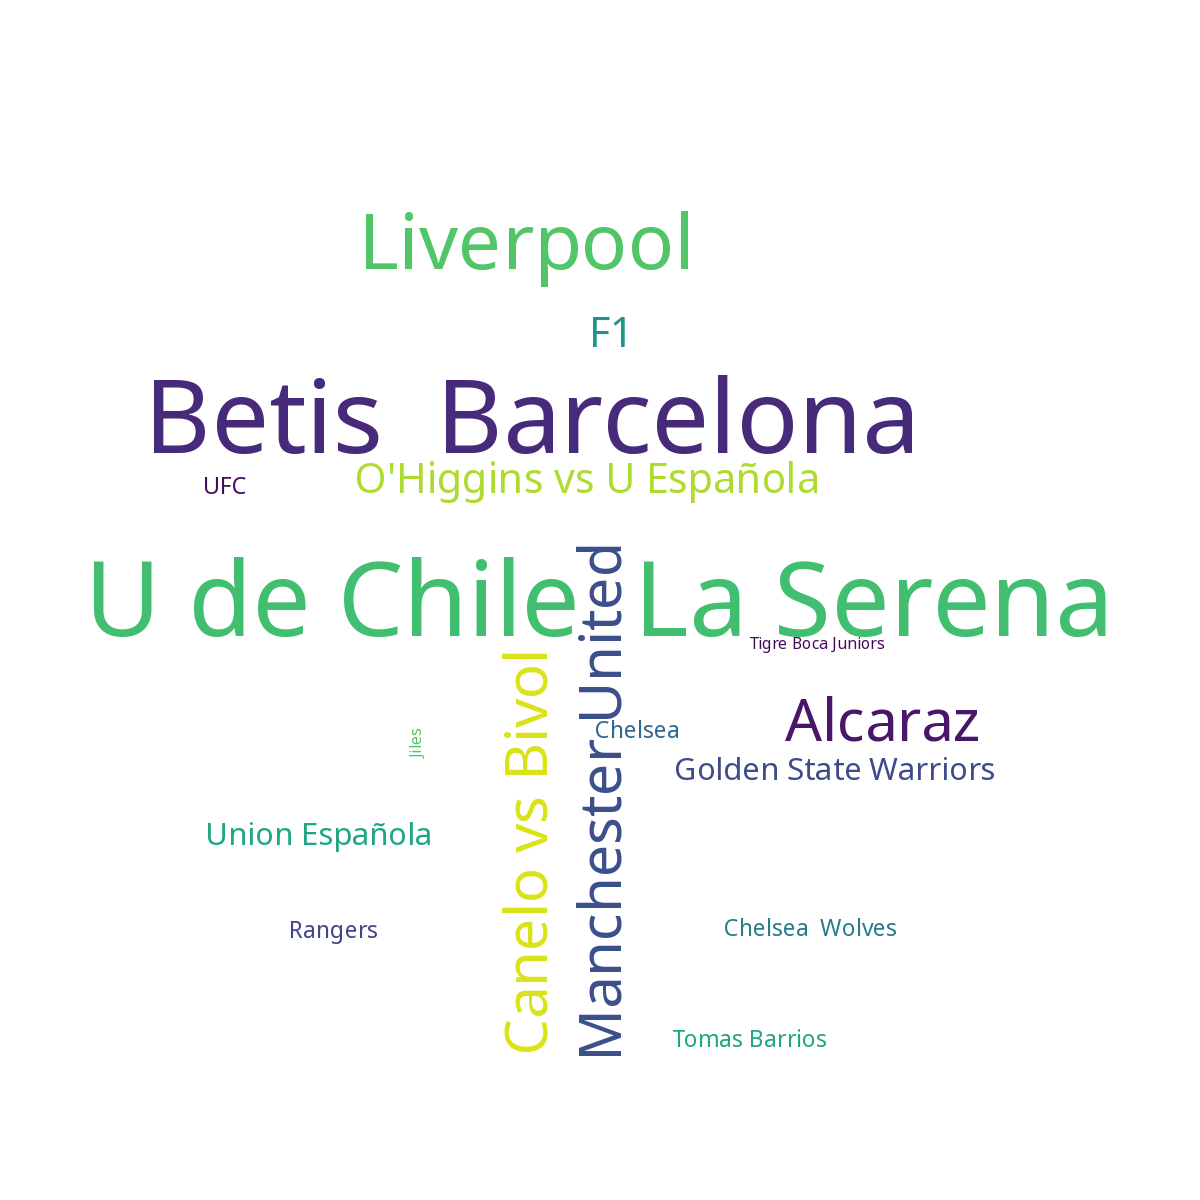 Liverpool
F1
Betis  Barcelona
O'Higgins vs U Española
UFC
U de Chile  La Serena
Tigre Boca Juniors
Canelo vs Bivol
Manchester United
Alcaraz
Chelsea
Jiles
Golden State Warriors
Union Española
Rangers
Chelsea  Wolves
Tomas Barrios